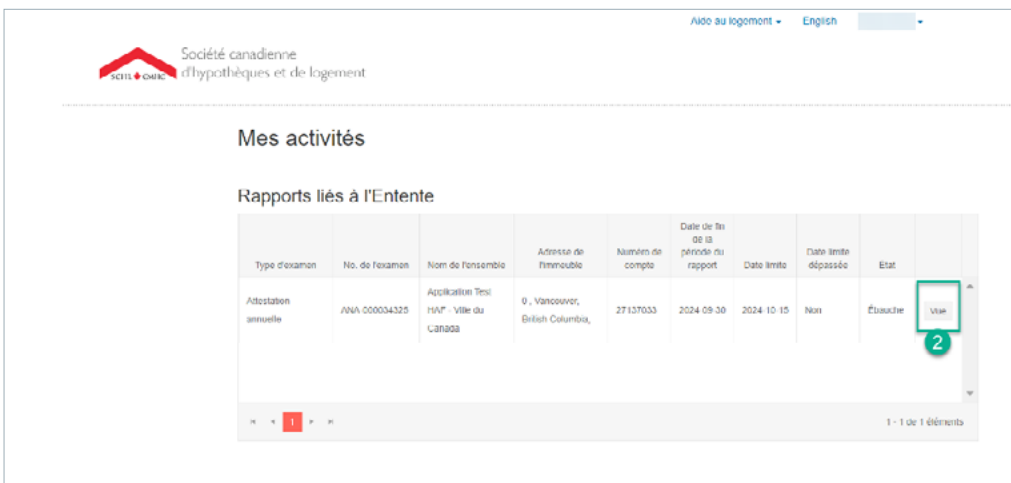 Aide au logement English
Société canadienne
d'hypothèques et de logement
SCHL CMHC
Mes activités
Rapports liés à l'Entente
Type d'examen No. de l'examen Nom de l'ensemble Adresse de l'immeuble Numéro de compte Date de fin de la période du rapport Date limite Date limite dépassée Etat
Attestation annuelle ANA-000034325 Application Test HAF - Ville du Canada 0 , Vancouver, British Columbia, 27137033 2024-09-30 2024-10-15 Non Ébauche Vue
2
1
1 - 1 de 1 éléments